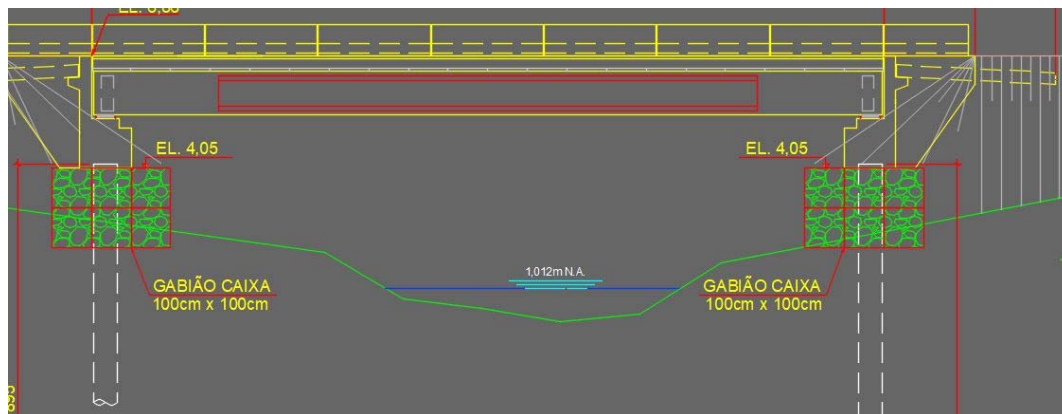 EL. 4,05
EL. 4,05
1,012m N.A.
GABIÃO CAIXA
100cm x 100cm
GABIÃO CAIXA
100cm x 100cm